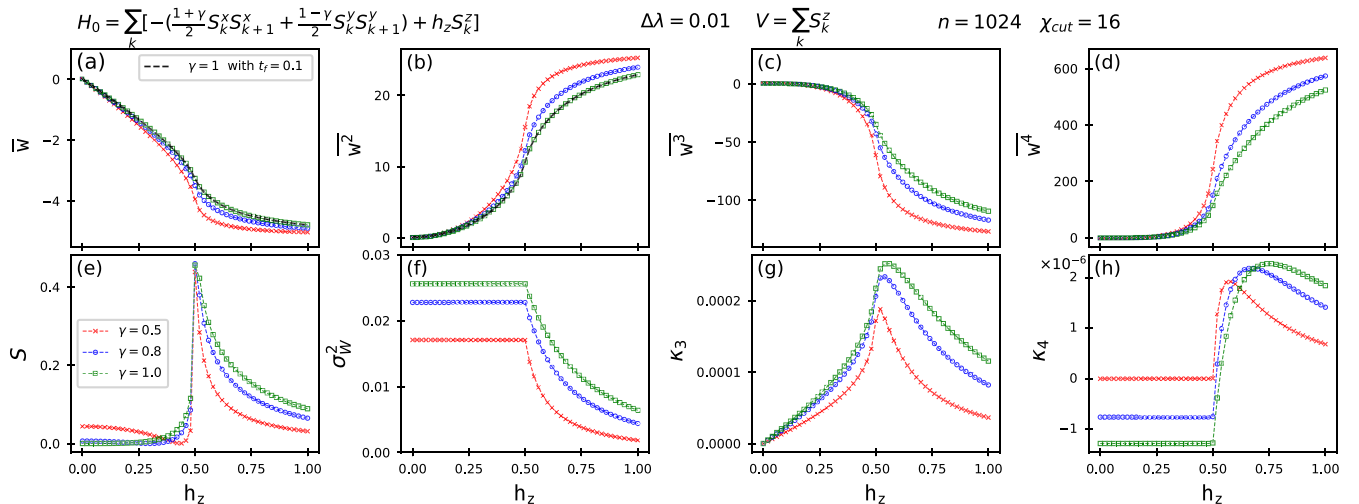 H_0 = \sum_k [-(\frac{1+γ}{2} S_k^x S_{k+1}^x + \frac{1-γ}{2} S_k^y S_{k+1}^y) + h_z S_k^z] Δλ = 0.01 V = \sum_k S_k^z n = 1024 χ_{cut} = 16
(a) γ = 1 with t_f = 0.1
0
−2
−4
\overline{w}
(b)
20
10
0
\overline{w^2}
(c)
0
−50
−100
\overline{w^3}
(d)
600
400
200
0
\overline{w^4}
(e)
0.4
0.2
0.0
S
γ = 0.5
γ = 0.8
γ = 1.0
0.00 0.25 0.50 0.75 1.00
h_z
(f)
0.03
0.02
0.01
0.00
σ_W^2
0.00 0.25 0.50 0.75 1.00
h_z
(g)
0.0002
0.0001
0.0000
κ_3
0.00 0.25 0.50 0.75 1.00
h_z
×10^{−6}
(h)
2
1
0
−1
κ_4
0.00 0.25 0.50 0.75 1.00
h_z